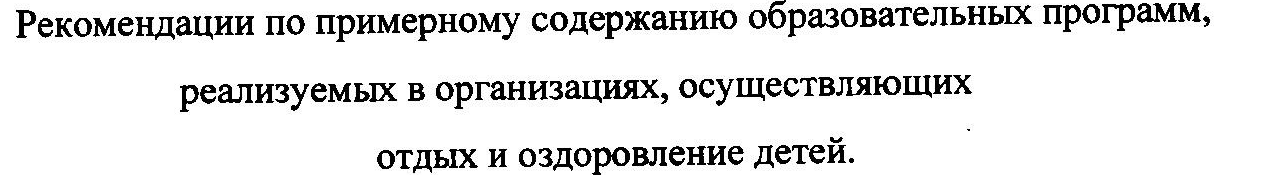 Рекомендации по примерному содержанию образовательных программ,
реализуемых в организациях, осуществляющих
отдых и оздоровление детей.